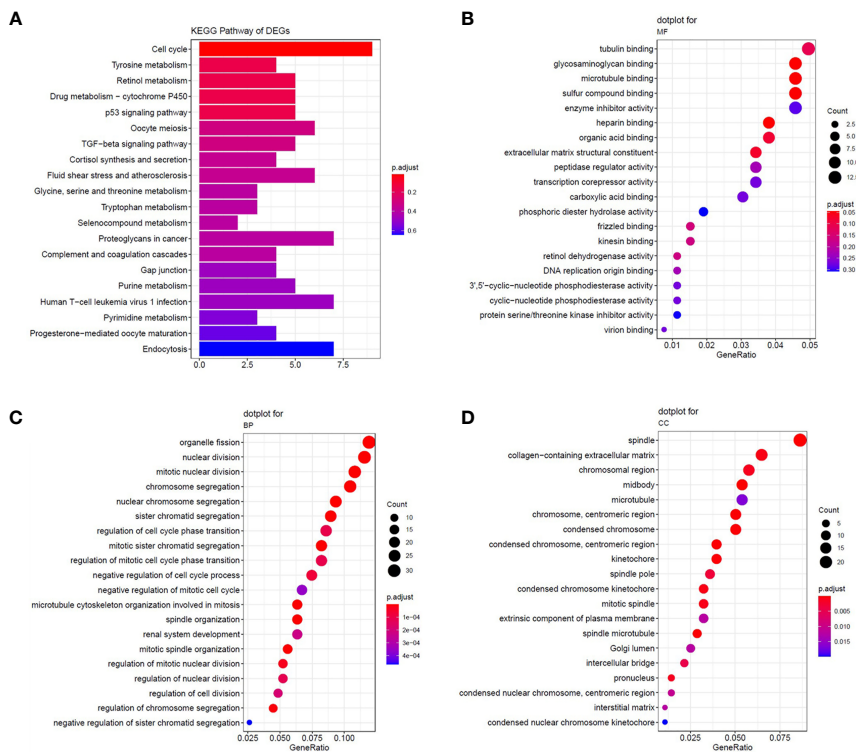 A
KEGG Pathway of DEGs
Cell cycle
Tyrosine metabolism
Retinol metabolism
Drug metabolism − cytochrome P450
p53 signaling pathway
Oocyte meiosis
TGF−beta signaling pathway
Cortisol synthesis and secretion
Fluid shear stress and atherosclerosis
Glycine, serine and threonine metabolism
Tryptophan metabolism
Selenocompound metabolism
Proteoglycans in cancer
Complement and coagulation cascades
Gap junction
Purine metabolism
Human T−cell leukemia virus 1 infection
Pyrimidine metabolism
Progesterone−mediated oocyte maturation
Endocytosis
0.0 2.5 5.0 7.5
p.adjust
0.2
0.4
0.6
B
dotplot for
MF
tubulin binding
glycosaminoglycan binding
microtubule binding
sulfur compound binding
enzyme inhibitor activity
heparin binding
organic acid binding
extracellular matrix structural constituent
peptidase regulator activity
transcription corepressor activity
carboxylic acid binding
phosphoric diester hydrolase activity
frizzled binding
kinesin binding
retinol dehydrogenase activity
DNA replication origin binding
3',5'−cyclic−nucleotide phosphodiesterase activity
cyclic−nucleotide phosphodiesterase activity
protein serine/threonine kinase inhibitor activity
virion binding
0.01 0.02 0.03 0.04 0.05
GeneRatio
Count
2.5
5.0
7.5
10.0
12.5
p.adjust
0.05
0.10
0.15
0.20
0.25
0.30
C
dotplot for
BP
organelle fission
nuclear division
mitotic nuclear division
chromosome segregation
nuclear chromosome segregation
sister chromatid segregation
regulation of cell cycle phase transition
mitotic sister chromatid segregation
regulation of mitotic cell cycle phase transition
negative regulation of cell cycle process
negative regulation of mitotic cell cycle
microtubule cytoskeleton organization involved in mitosis
spindle organization
renal system development
mitotic spindle organization
regulation of mitotic nuclear division
regulation of nuclear division
regulation of cell division
regulation of chromosome segregation
negative regulation of sister chromatid segregation
0.025 0.050 0.075 0.100
GeneRatio
Count
10
15
20
25
30
p.adjust
1e−04
2e−04
3e−04
4e−04
D
dotplot for
CC
spindle
collagen−containing extracellular matrix
chromosomal region
midbody
microtubule
chromosome, centromeric region
condensed chromosome
condensed chromosome, centromeric region
kinetochore
spindle pole
condensed chromosome kinetochore
mitotic spindle
extrinsic component of plasma membrane
spindle microtubule
Golgi lumen
intercellular bridge
pronucleus
condensed nuclear chromosome, centromeric region
interstitial matrix
condensed nuclear chromosome kinetochore
0.025 0.050 0.075
GeneRatio
Count
5
10
15
20
p.adjust
0.005
0.010
0.015